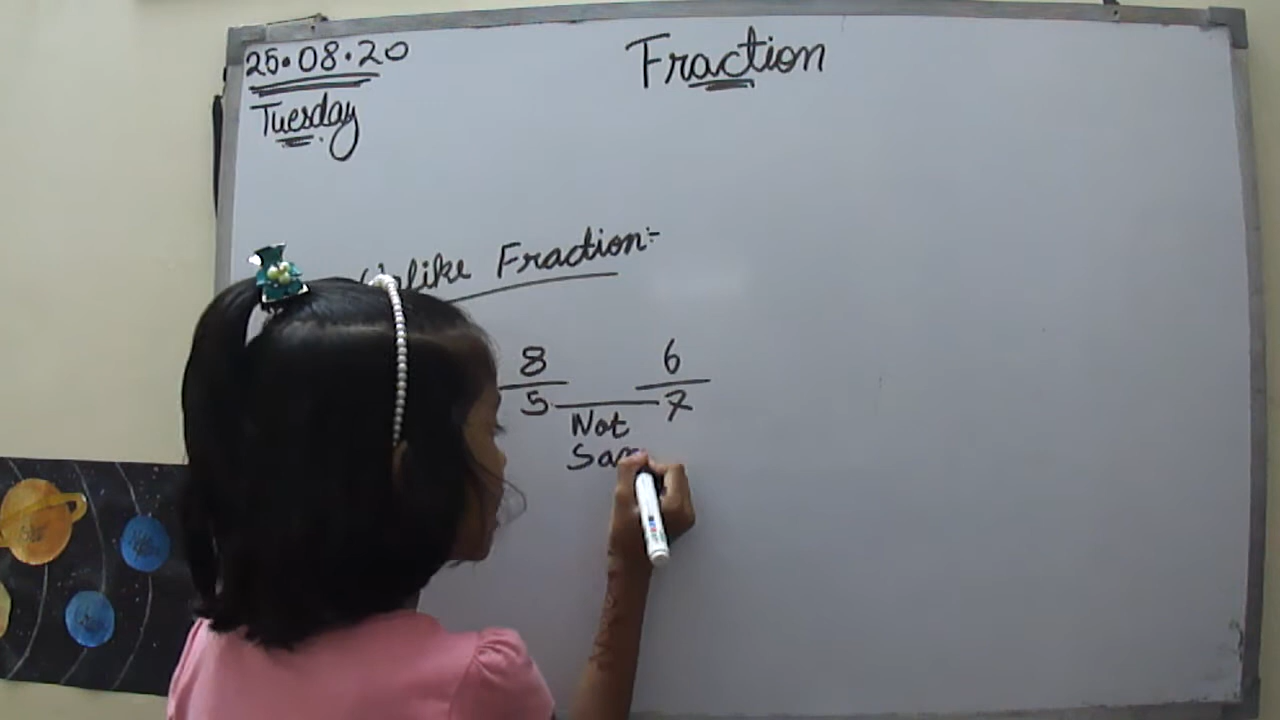 25.08.20
Tuesday
Fraction
Unlike Fraction:-
8 6
5 7
Not
Sam